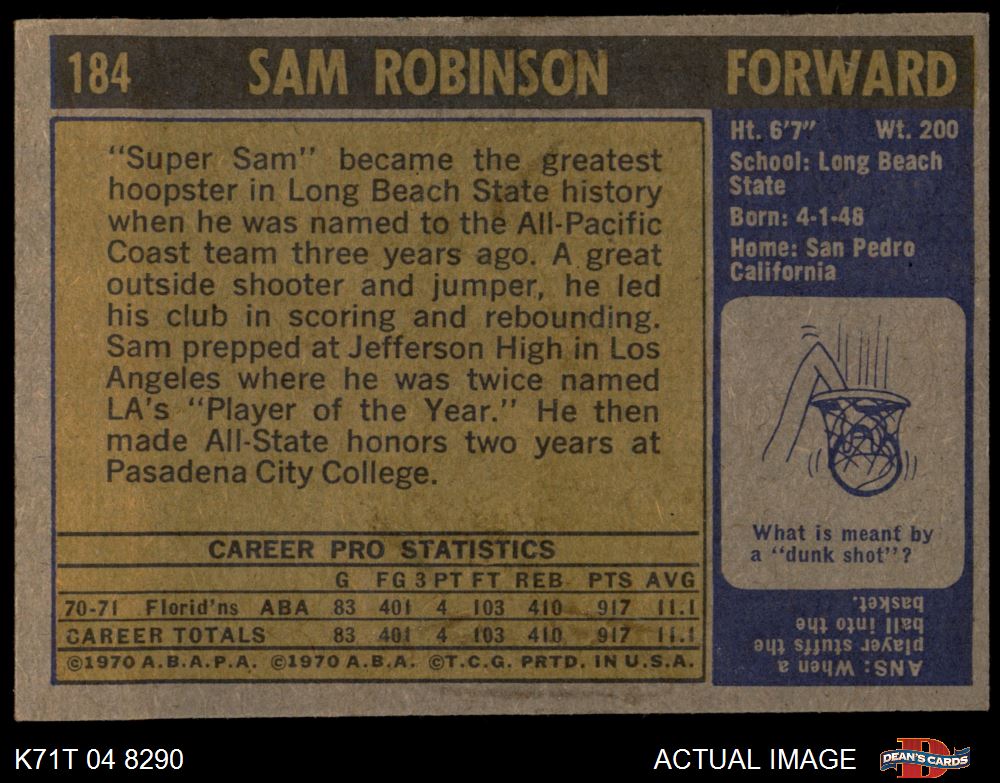 184 SAM ROBINSON FORWARD
"Super Sam" became the greatest
hoopster in Long Beach State history
when he was named to the All-Pacific
Coast team three years ago. A great
outside shooter and jumper, he led
his club in scoring and rebounding.
Sam prepped at Jefferson High in Los
Angeles where he was twice named
LA's "Player of the Year." He then
made All-State honors two years at
Pasadena City College.
CAREER PRO STATISTICS
G FG 3 PT FT REB PTS AVG
70-71 Florid'ns ABA 83 401 4 103 410 917 11.1
CAREER TOTALS 83 401 4 103 410 917 11.1
©1970 A.B.A.P.A. ©1970 A.B.A. ©T.C.G. PRTD. IN U.S.A.
Ht. 6'7" Wt. 200
School: Long Beach
State
Born: 4-1-48
Home: San Pedro
California
What is meant by
a "dunk shot"?
ANS: When a
player stuffs the
ball into the
basket.
K71T 04 8290 ACTUAL IMAGE
D
DEAN'S CARDS